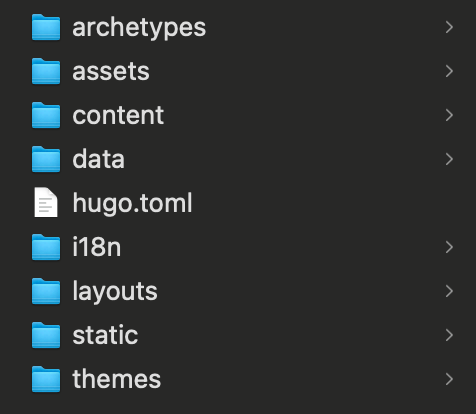 archetypes
assets
content
data
hugo.toml
i18n
layouts
static
themes